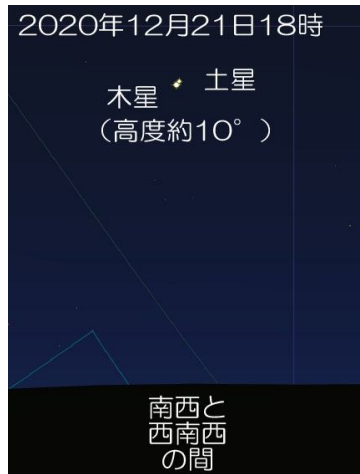 2020年12月21日18時
木星 土星
（高度約10°）
南西と
西南西
の間